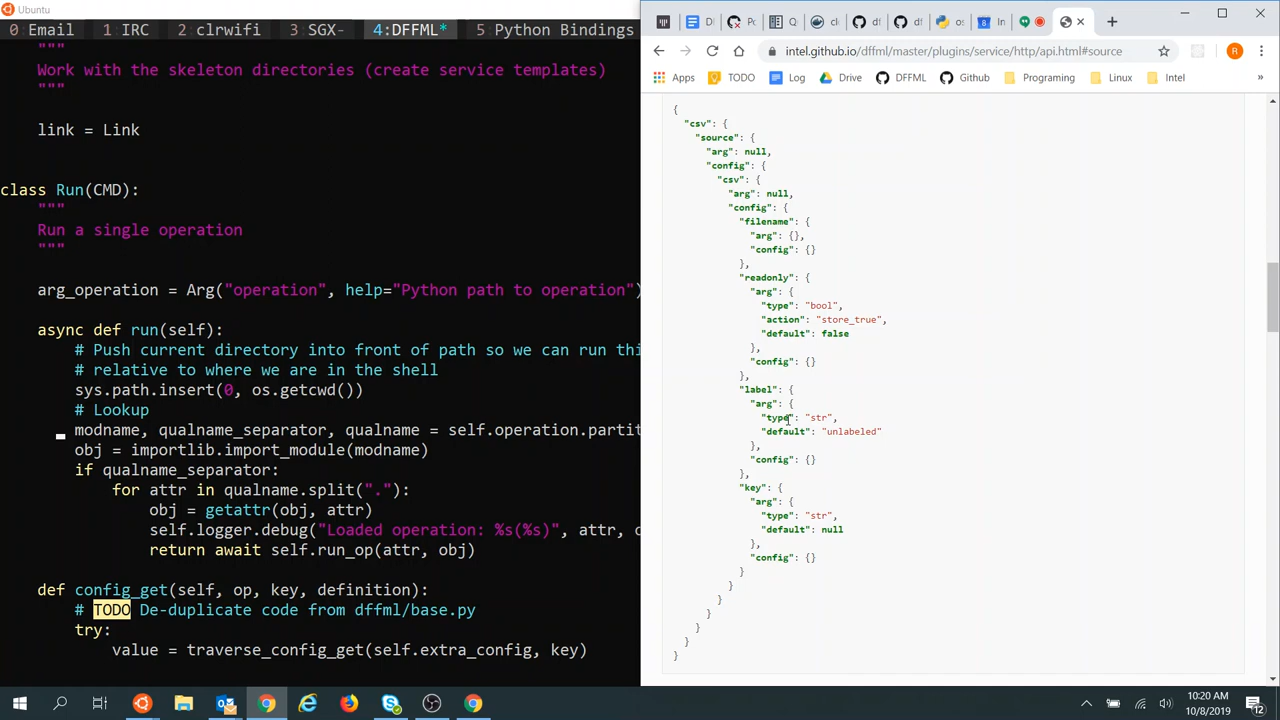 Ubuntu
0 Email 1 IRC 2 clrwifi 3 SGX- 4:DFFML* 5 Python Bindings
"""
Work with the skeleton directories (create service templates)
"""
link = Link
class Run(CMD):
"""
Run a single operation
"""
arg_operation = Arg("operation", help="Python path to operation")
async def run(self):
# Push current directory into front of path so we can run thi
# relative to where we are in the shell
sys.path.insert(0, os.getcwd())
# Lookup
modname, qualname_separator, qualname = self.operation.partit
obj = importlib.import_module(modname)
if qualname_separator:
for attr in qualname.split("."):
obj = getattr(obj, attr)
self.logger.debug("Loaded operation: %s(%s)", attr, o
return await self.run_op(attr, obj)
def config_get(self, op, key, definition):
# TODO De-duplicate code from dffml/base.py
try:
value = traverse_config_get(self.extra_config, key)
intel.github.io/dffml/master/plugins/service/http/api.html#source
R
Apps TODO Log Drive DFFML Github Programing Linux Intel »
{
"csv": {
"source": {
"arg": null,
"config": {
"csv": {
"arg": null,
"config": {
"filename": {
"arg": {},
"config": {}
},
"readonly": {
"arg": {
"type": "bool",
"action": "store_true",
"default": false
},
"config": {}
},
"label": {
"arg": {
"type": "str",
"default": "unlabeled"
},
"config": {}
},
"key": {
"arg": {
"type": "str",
"default": null
},
"config": {}
}
}
}
}
}
}
}
10:20 AM
10/8/2019
12